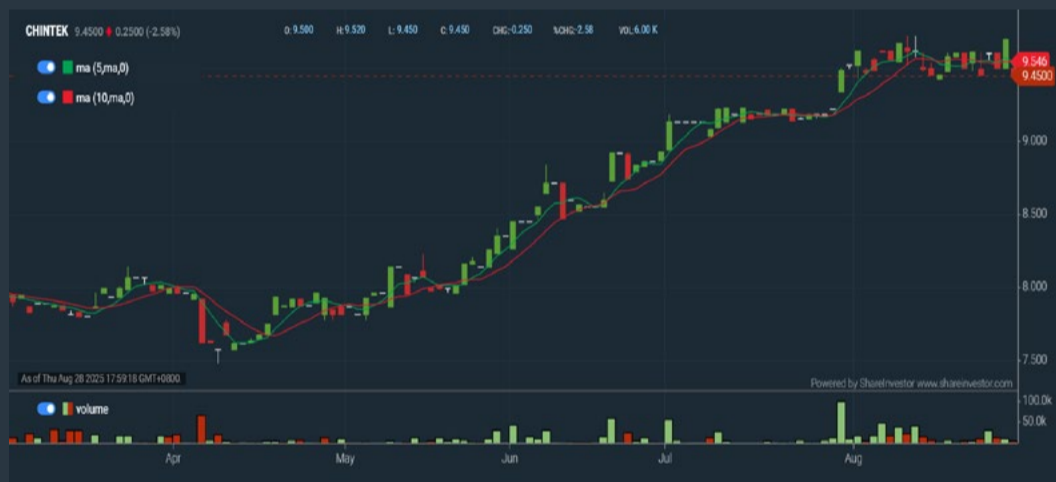 CHINTEK 9.4500 0.2500 (-2.58%) O:9.500 H:9.520 L:9.450 C:9.450 CHG:-0.250 %CHG:-2.58 VOL:6.00 K
ma (5,ma,0)
ma (10,ma,0)
9.546
9.4500
9.000
8.500
8.000
7.500
As of Thu Aug 28 2025 17:59:18 GMT+0800
Powered by ShareInvestor www.shareinvestor.com
volume
100.0k
50.0k
Apr May Jun Jul Aug